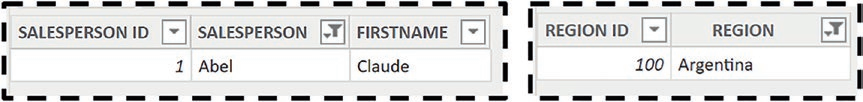 SALESPERSON ID SALESPERSON FIRSTNAME
1 Abel Claude
REGION ID REGION
100 Argentina